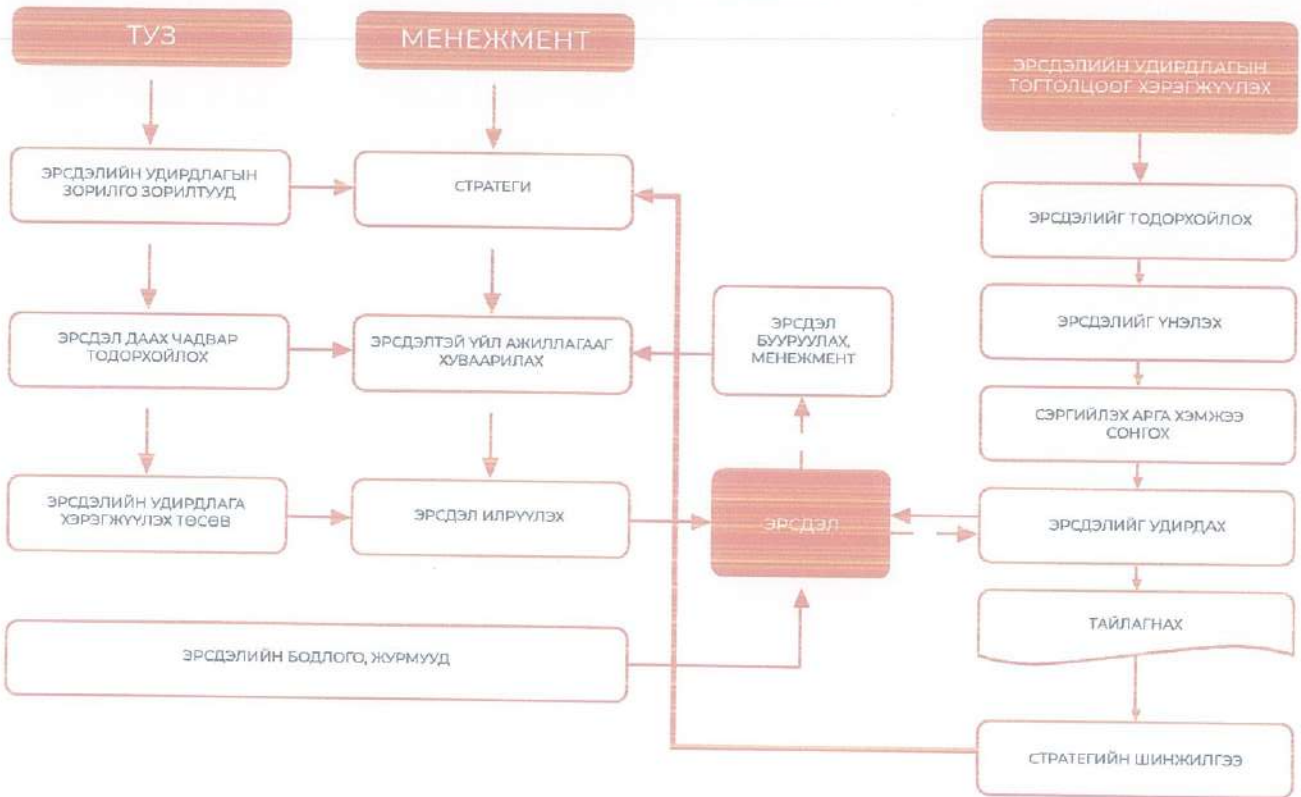 ТУЗ
МЕНЕЖМЕНТ
ЭРСДЭЛИЙН УДИРДЛАГЫН
ТОГТОЛЦООГ ХЭРЭГЖҮҮЛЭХ
ЭРСДЭЛИЙН УДИРДЛАГЫН
ЗОРИЛГО ЗОРИЛТУУД
СТРАТЕГИ
ЭРСДЭЛИЙГ ТОДОРХОЙЛОХ
ЭРСДЭЛ ДААХ ЧАДВАР
ТОДОРХОЙЛОХ
ЭРСДЭЛТЭЙ ҮЙЛ АЖИЛЛАГААГ
ХУВААРИЛАХ
ЭРСДЭЛ
БУУРУУЛАХ,
МЕНЕЖМЕНТ
ЭРСДЭЛИЙГ ҮНЭЛЭХ
СЭРГИЙЛЭХ АРГА ХЭМЖЭЭ
СОНГОХ
ЭРСДЭЛИЙН УДИРДЛАГА
ХЭРЭГЖҮҮЛЭХ ТӨСӨВ
ЭРСДЭЛ ИЛРҮҮЛЭХ
ЭРСДЭЛ
ЭРСДЭЛИЙГ УДИРДАХ
ТАЙЛАГНАХ
ЭРСДЭЛИЙН БОДЛОГО, ЖУРМУУД
СТРАТЕГИЙН ШИНЖИЛГЭЭ